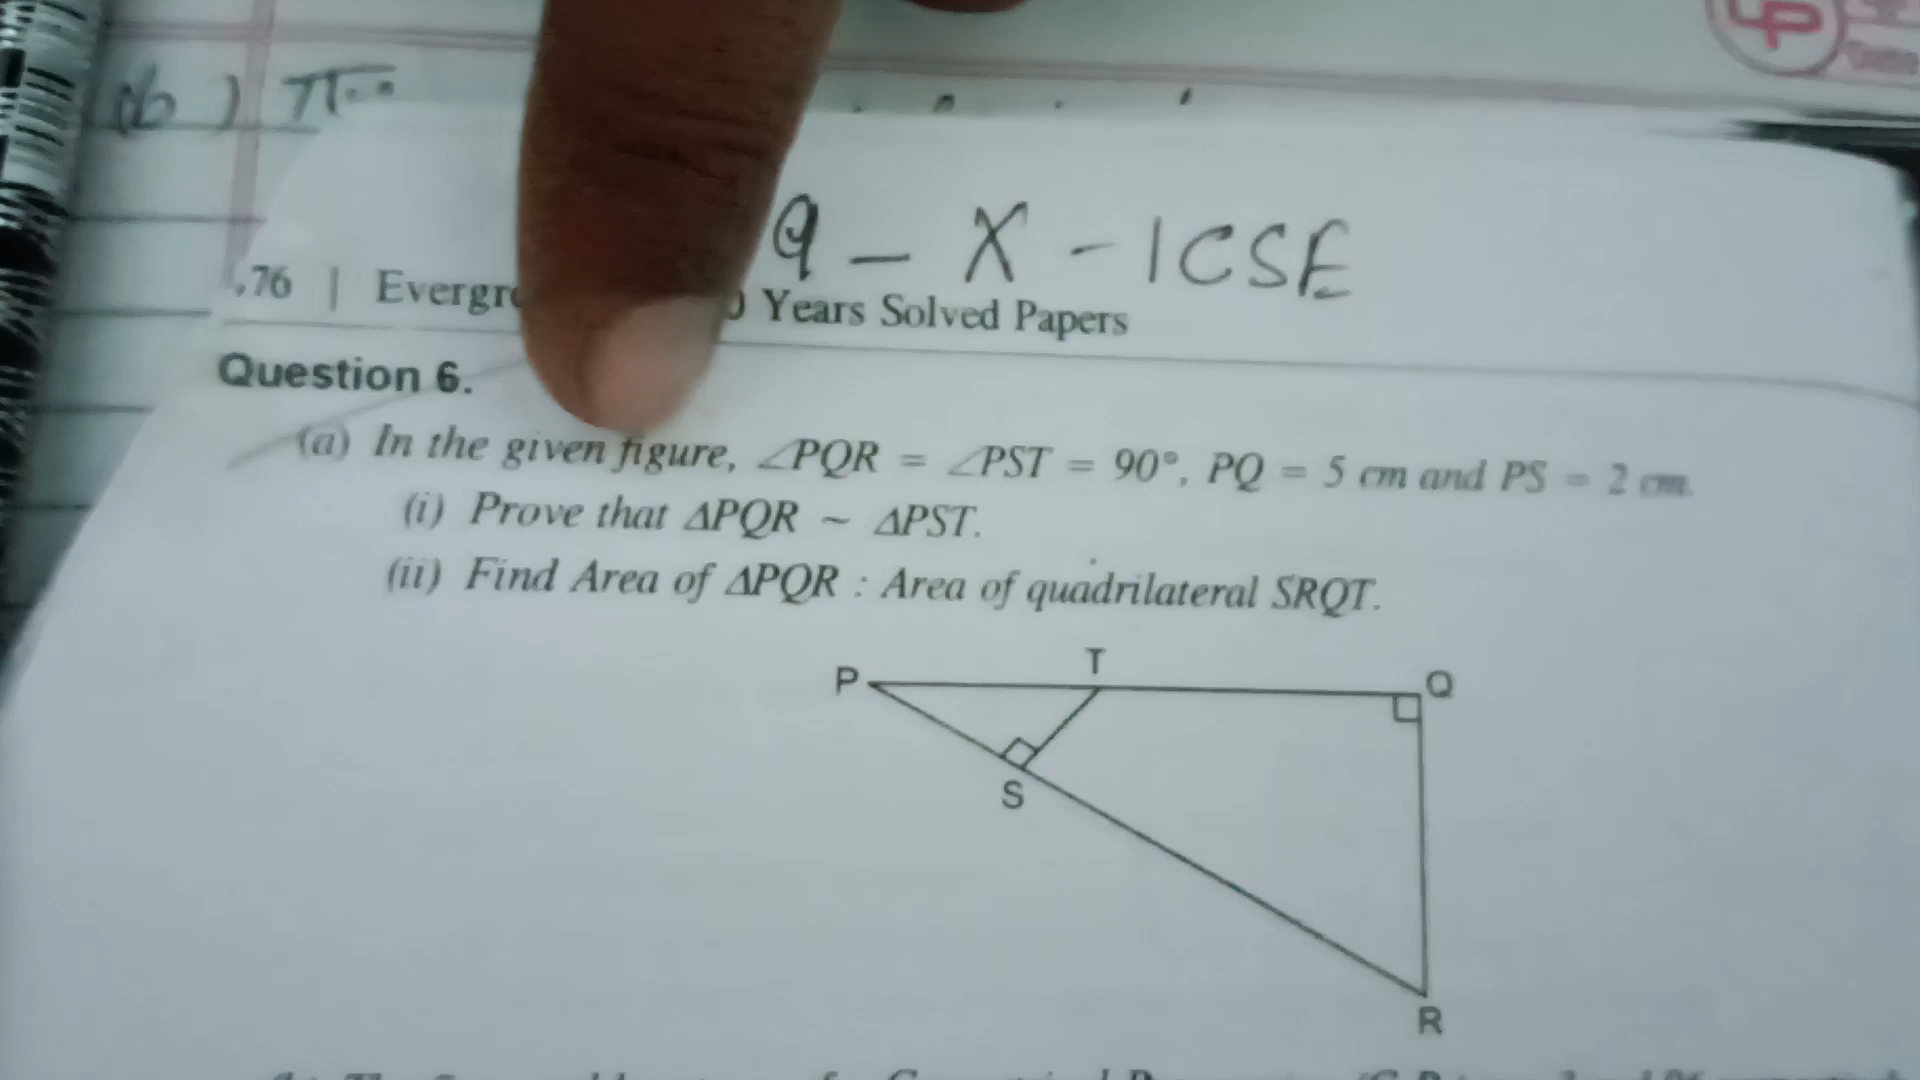 (b) π
9 - X - ICSE
76 | Years Solved Papers
Question 6.
(a) In the given figure, ∠PQR = ∠PST = 90°, PQ = 5 cm and PS = 2 cm.
(i) Prove that ΔPQR ~ ΔPST.
(ii) Find Area of ΔPQR : Area of quadrilateral SRQT.
P T Q
S
R